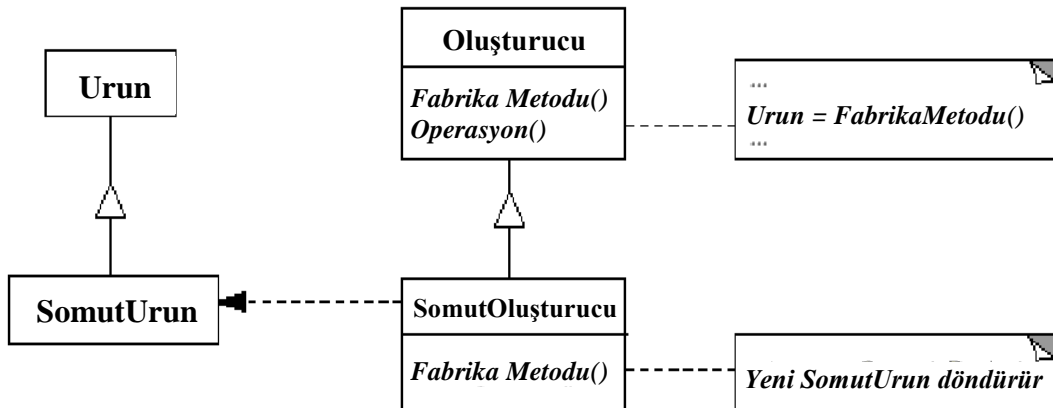 Urun
SomutUrun
Oluşturucu
Fabrika Metodu()
Operasyon()
...
Urun = FabrikaMetodu()
...
SomutOluşturucu
Fabrika Metodu()
Yeni SomutUrun döndürür